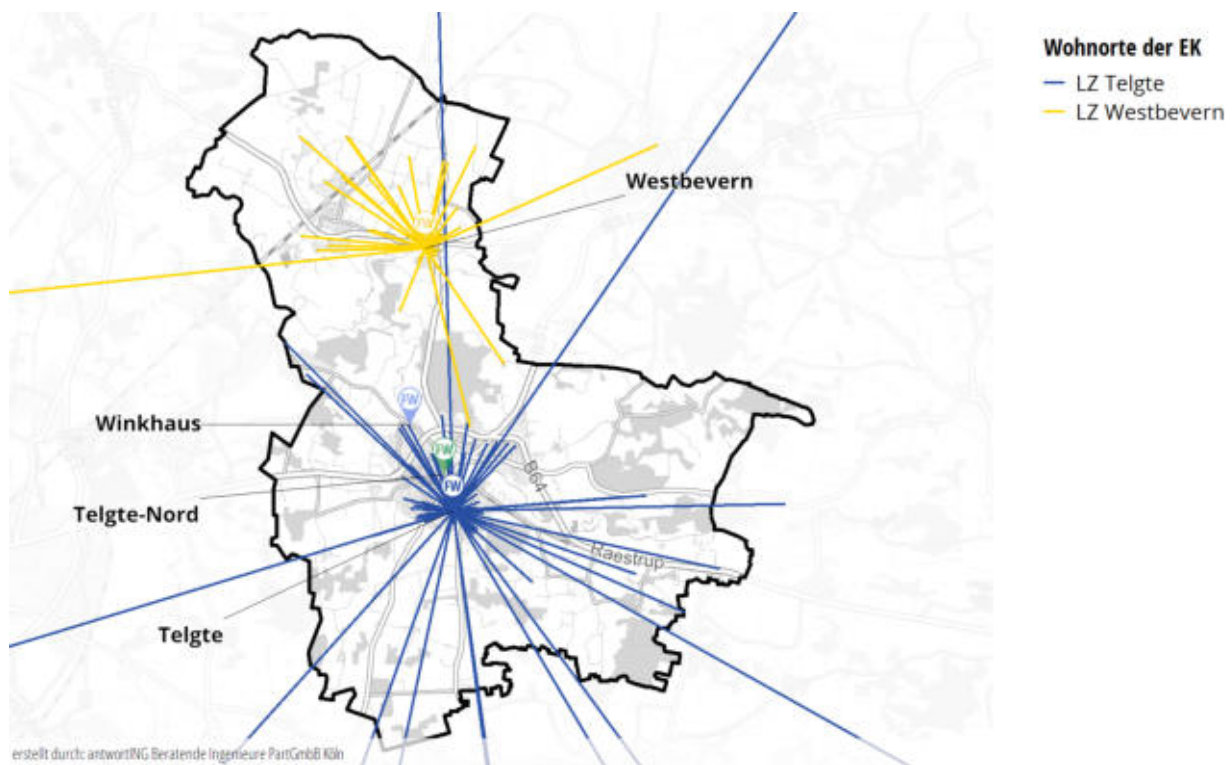 Wohnorte der EK
LZ Telgte
LZ Westbevern
Westbevern
FW
Winkhaus
FW
FW
FW
B64
Telgte-Nord
Raestrup
Telgte
erstellt durch: antwortING Beratende Ingenieure PartGmbB Köln